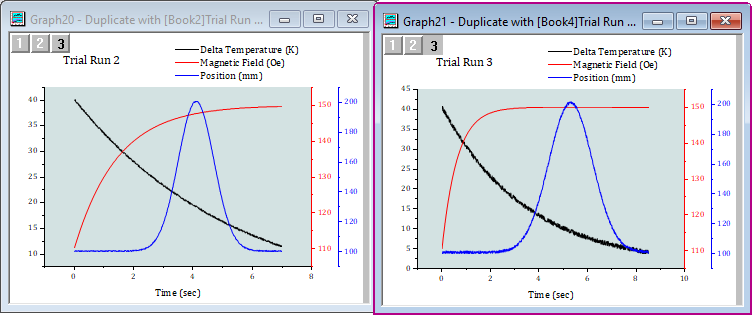 Graph20 - Duplicate with [Book2]Trial Run ...
1 2 3
Trial Run 2
Delta Temperature (K)
Magnetic Field (Oe)
Position (mm)
40
35
30
25
20
15
10
150
140
130
120
110
200
180
160
140
120
100
0 2 4 6 8
Time (sec)
Graph21 - Duplicate with [Book4]Trial Run ...
1 2 3
Trial Run 3
Delta Temperature (K)
Magnetic Field (Oe)
Position (mm)
45
40
35
30
25
20
15
10
5
0
150
140
130
120
110
200
180
160
140
120
100
0 2 4 6 8 10
Time (sec)